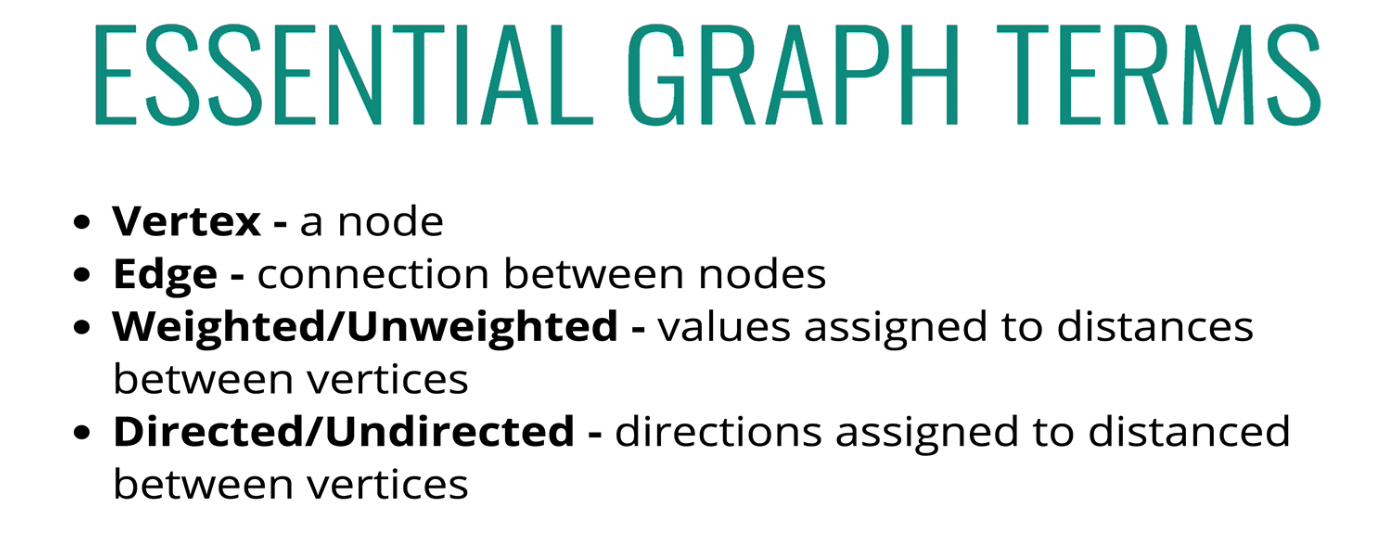 ESSENTIAL GRAPH TERMS
• Vertex - a node
• Edge - connection between nodes
• Weighted/Unweighted - values assigned to distances
between vertices
• Directed/Undirected - directions assigned to distanced
between vertices